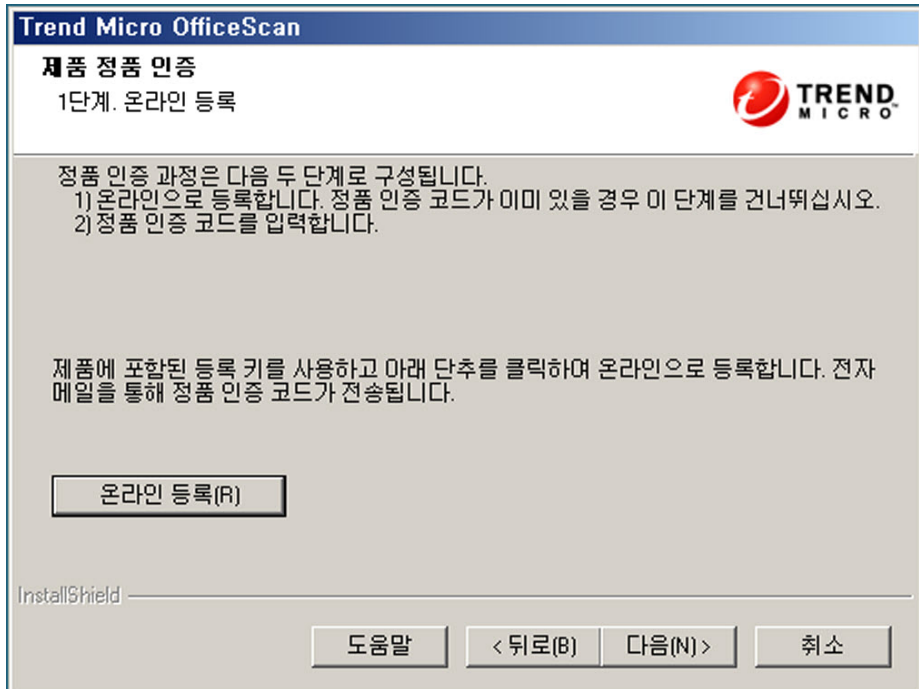 Trend Micro OfficeScan
제품 정품 인증
1단계. 온라인 등록
TREND
MICRO
정품 인증 과정은 다음 두 단계로 구성됩니다.
1) 온라인으로 등록합니다. 정품 인증 코드가 이미 있을 경우 이 단계를 건너뛰십시오.
2) 정품 인증 코드를 입력합니다.
제품에 포함된 등록 키를 사용하고 아래 단추를 클릭하여 온라인으로 등록합니다. 전자
메일을 통해 정품 인증 코드가 전송됩니다.
온라인 등록(R)
InstallShield
도움말 < 뒤로(B) 다음(N) > 취소